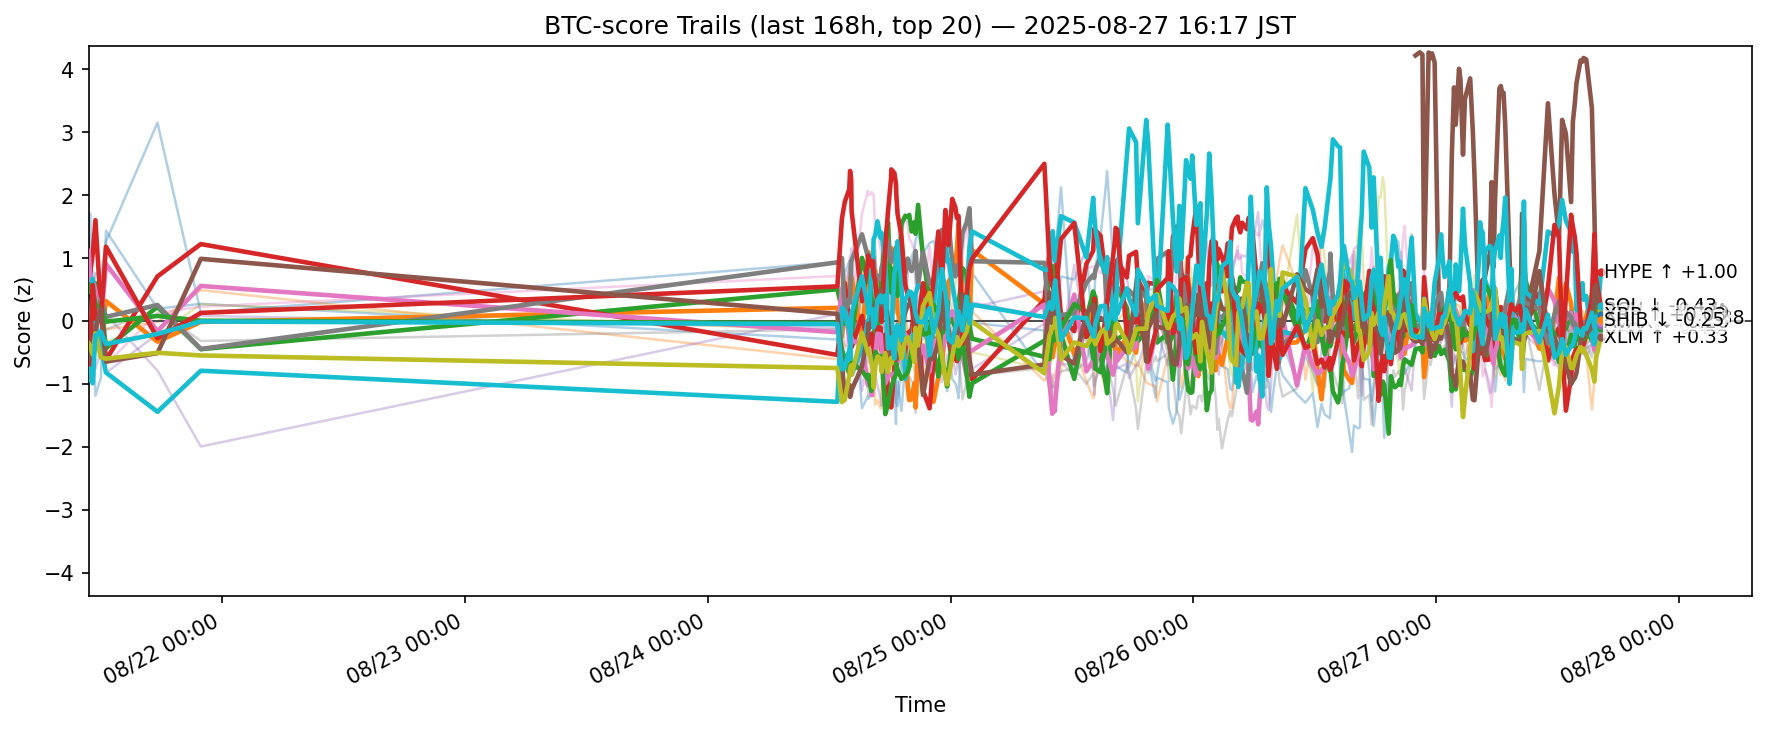 BTC-score Trails (last 168h, top 20) — 2025-08-27 16:17 JST
Score (z)
4
3
2
1
0
−1
−2
−3
−4
HYPE ↑ +1.00
SOL ↓ -0.43
SHIB ↓ -0.25
XLM ↑ +0.33
08/22 00:00
08/23 00:00
08/24 00:00
08/25 00:00
08/26 00:00
08/27 00:00
08/28 00:00
Time